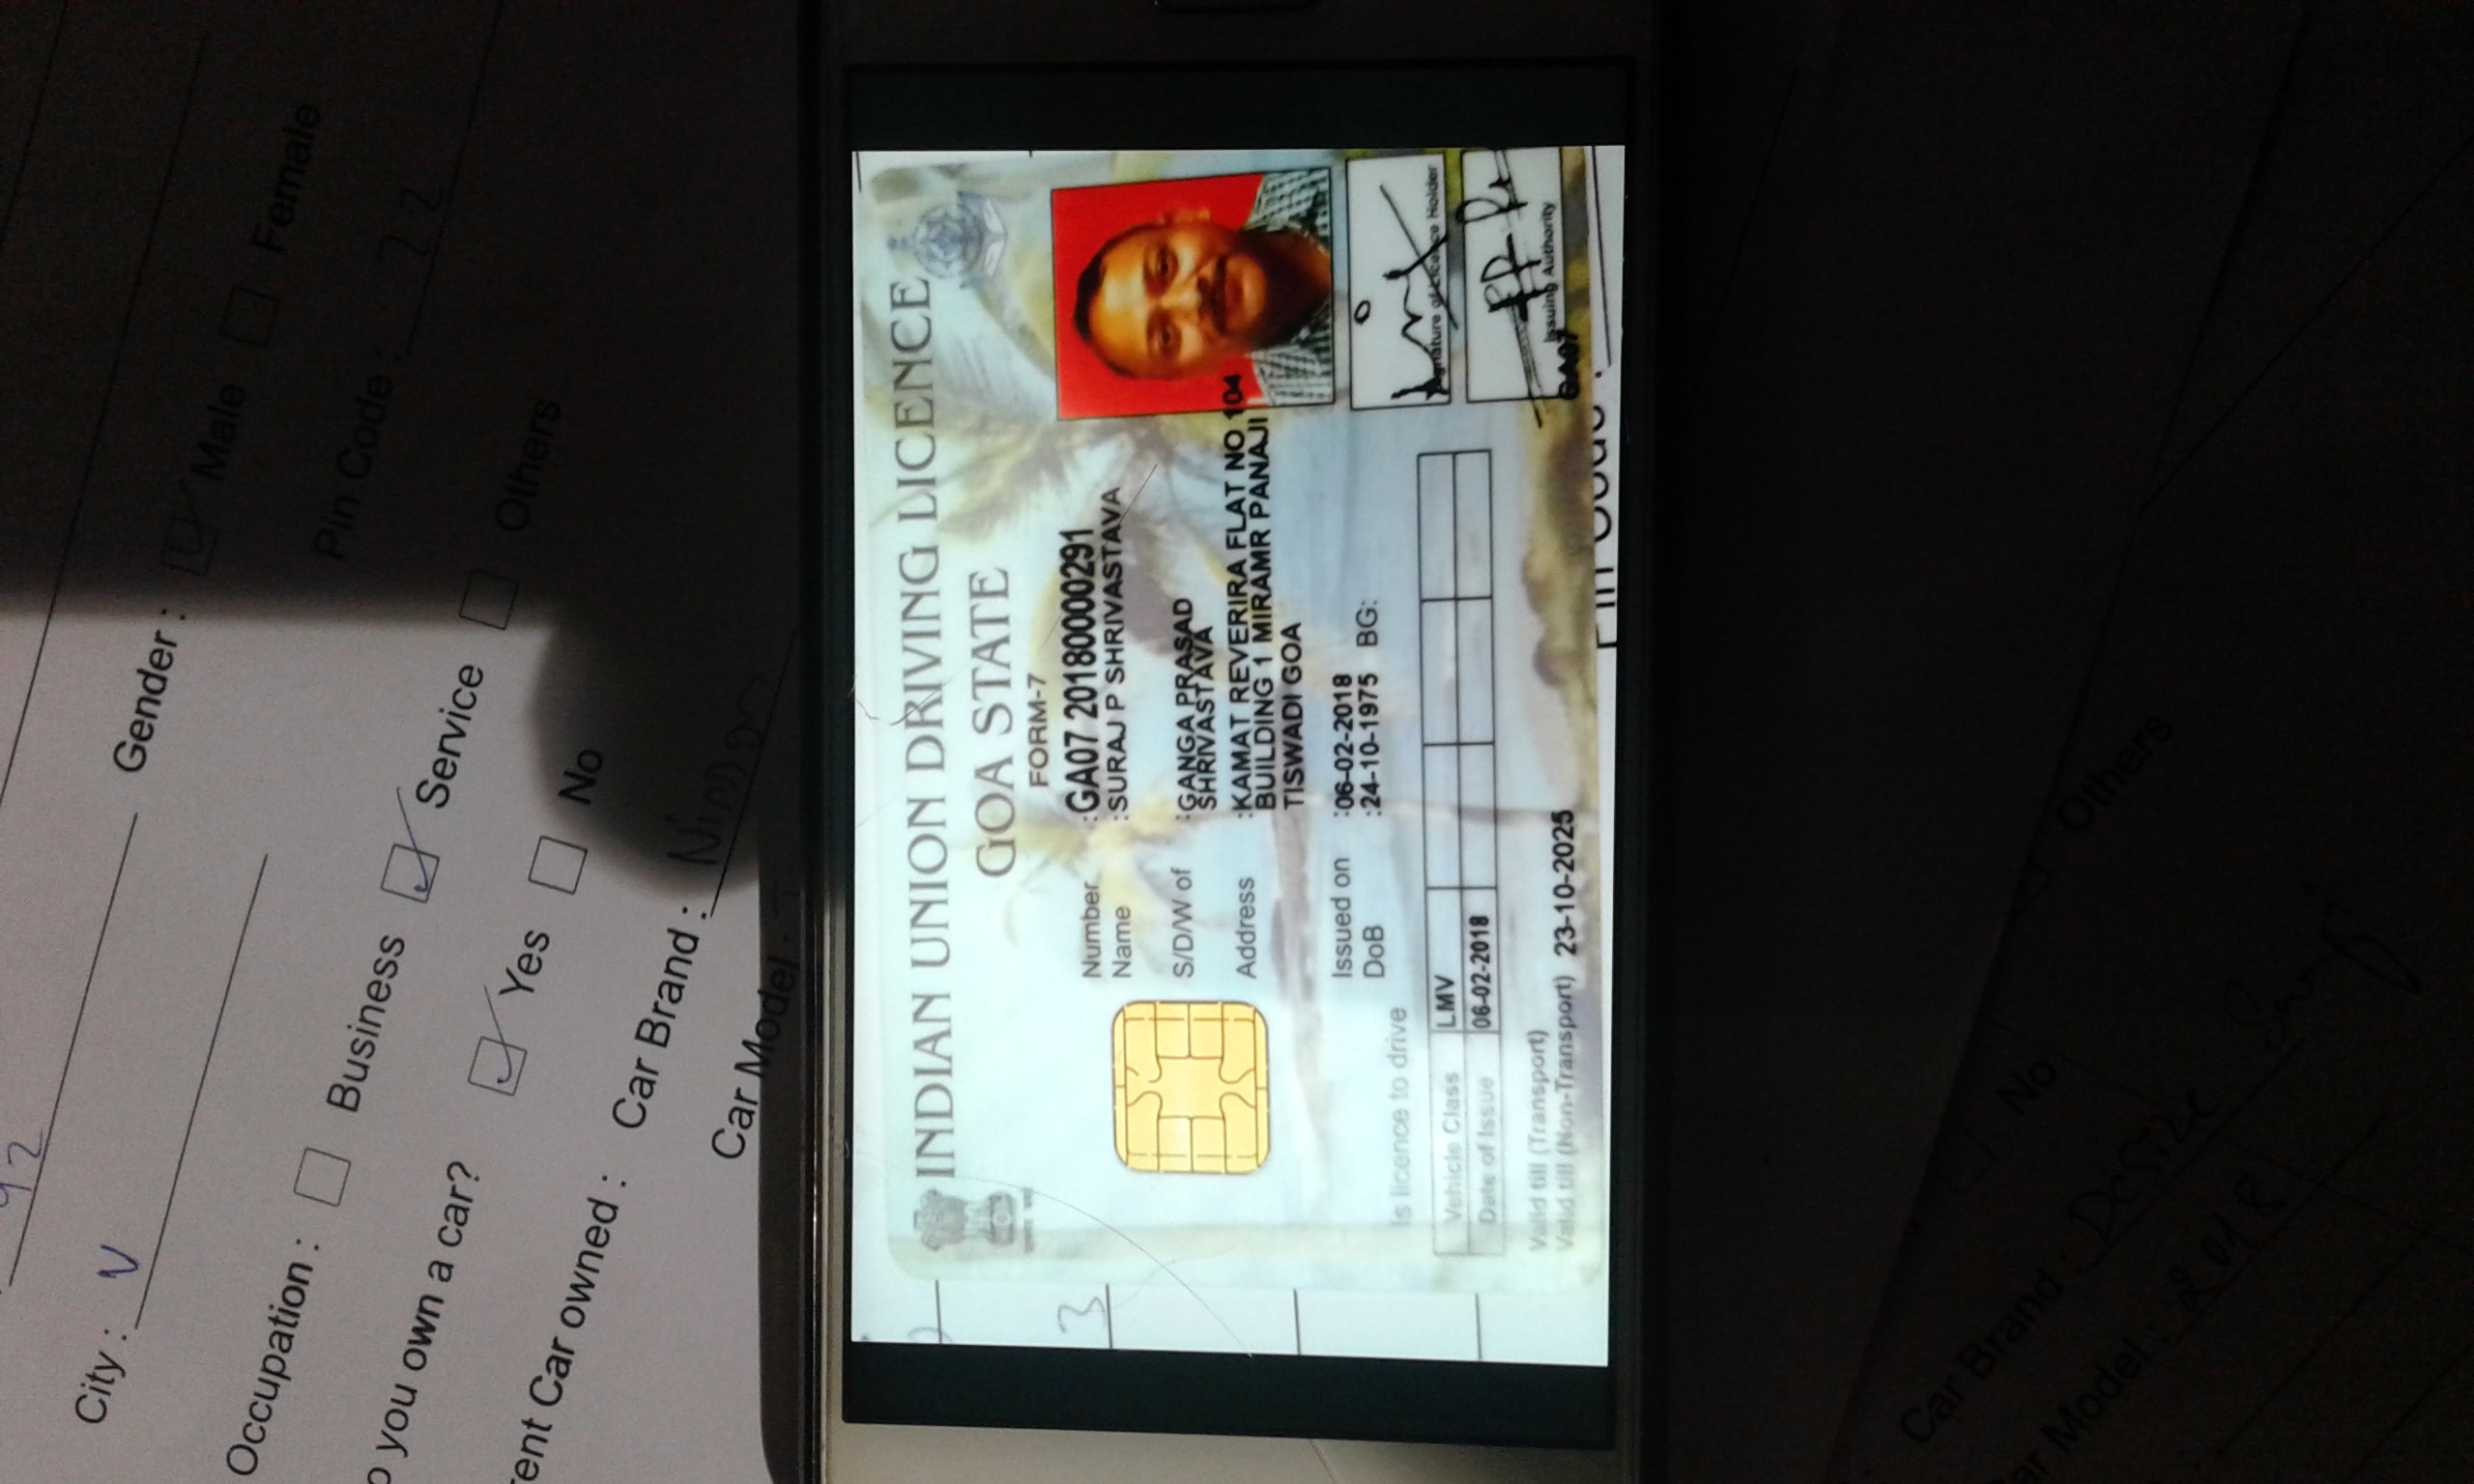 92
City : V
Gender : Male Female
Pin Code : 22
Occupation : Business Service Others
o you own a car? Yes No
rent Car owned : Car Brand : Nissan
Car Model :
INDIAN UNION DRIVING LICENCE
GOA STATE
FORM-7
3
Number :GA07 20180000291
Name :SURAJ P SHRIVASTAVA
S/D/W of :GANGA PRASAD
SHRIVASTAVA
Address :KAMAT REVERIRA FLAT NO 104
BUILDING 1 MIRAMR PANAJI
TISWADI GOA
Issued on :06-02-2018
DoB :24-10-1975 BG:
Is licence to drive
Vehicle Class LMV
Date of Issue 06-02-2018
Signature of Licence Holder
Valid till (Transport)
Valid till (Non-Transport) 23-10-2025
Issuing Authority
GA07
Pin Code :
No
Others
Car Brand :
ar Model : 2018